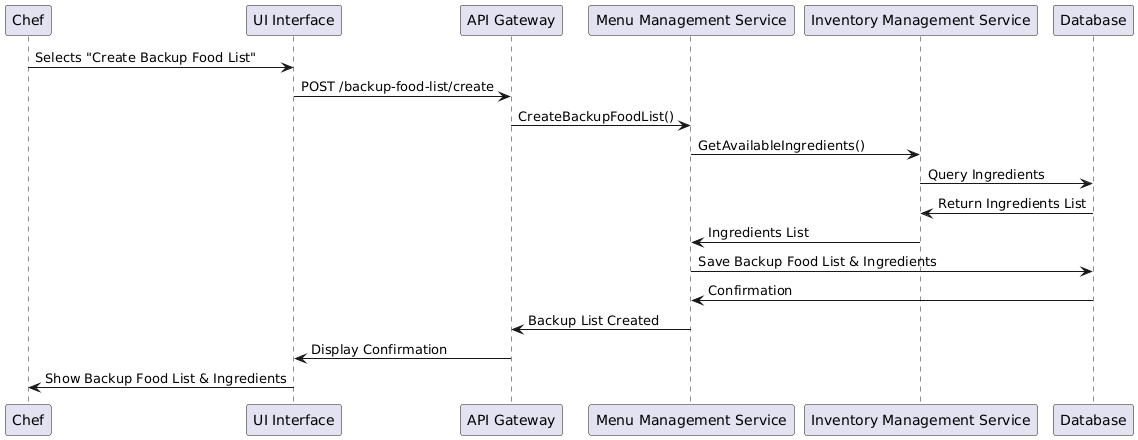 Chef
UI Interface
API Gateway
Menu Management Service
Inventory Management Service
Database
Selects "Create Backup Food List"
POST /backup-food-list/create
CreateBackupFoodList()
GetAvailableIngredients()
Query Ingredients
Return Ingredients List
Ingredients List
Save Backup Food List & Ingredients
Confirmation
Backup List Created
Display Confirmation
Show Backup Food List & Ingredients
Chef
UI Interface
API Gateway
Menu Management Service
Inventory Management Service
Database